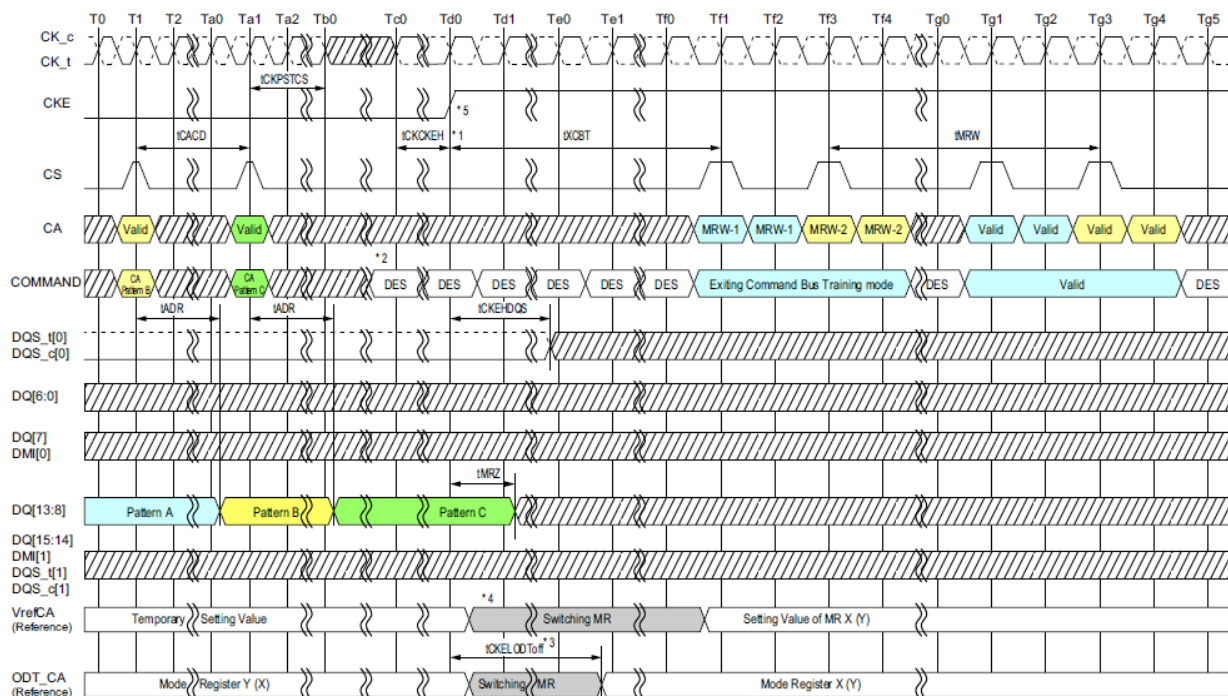 T0 T1 T2 Ta0 Ta1 Ta2 Tb0 Tc0 Td0 Td1 Te0 Te1 Tf0 Tf1 Tf2 Tf3 Tf4 Tg0 Tg1 Tg2 Tg3 Tg4 Tg5
CK_c
CK_t
tCKPSTCS
CKE
*5
tCACD tCKCKEH *1 tXCBT tMRW
CS
CA Valid Valid MRW-1 MRW-1 MRW-2 MRW-2 Valid Valid Valid Valid
*2
COMMAND CA Pattern B CA Pattern C DES DES DES DES DES DES Exiting Command Bus Training mode DES Valid DES
tADR tADR tCKEHDQS
DQS_t[0]
DQS_c[0]
DQ[6:0]
DQ[7]
DMI[0]
tMRZ
DQ[13:8] Pattern A Pattern B Pattern C
DQ[15:14]
DMI[1]
DQS_t[1]
DQS_c[1]
*4
VrefCA
(Reference) Temporary Setting Value Switching MR Setting Value of MR X (Y)
tCKELODToff *3
ODT_CA
(Reference) Mode Register Y (X) Switching MR Mode Register X (Y)